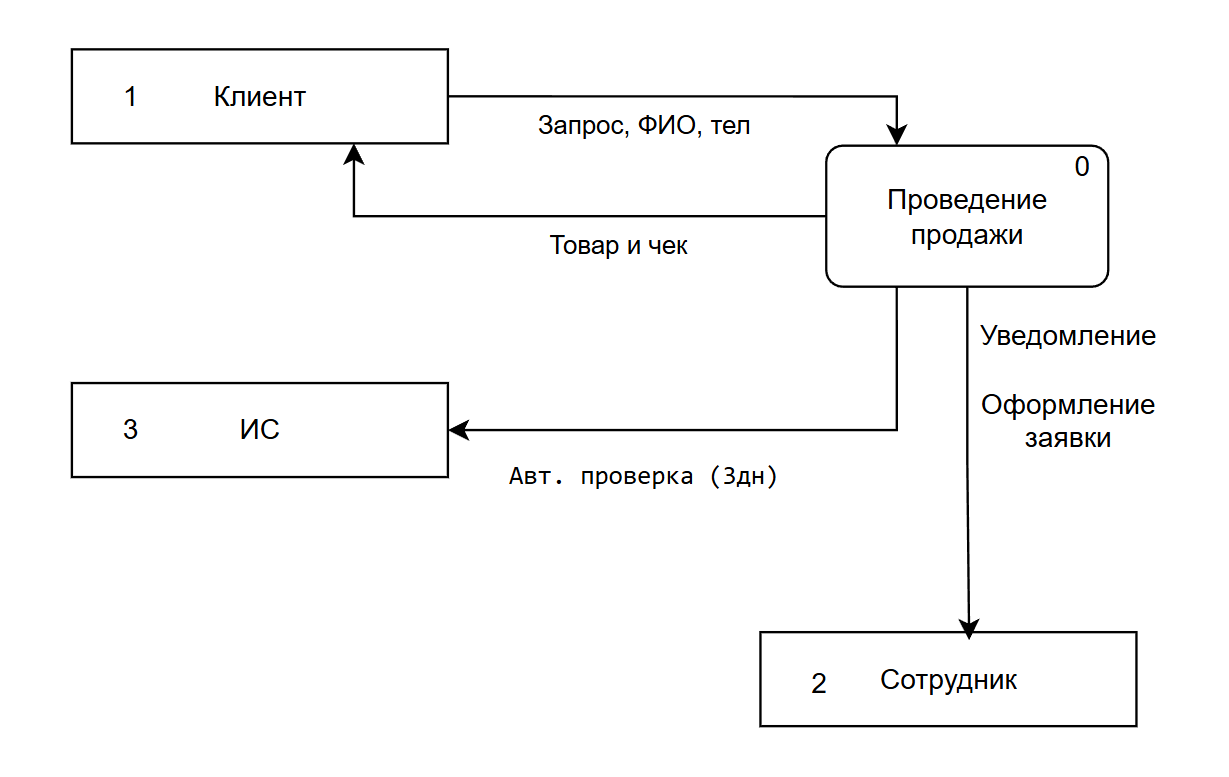 1 Клиент
Запрос, ФИО, тел
0
Проведение
продажи
Товар и чек
Уведомление
Оформление
заявки
3 ИС
Авт. проверка (3дн)
2 Сотрудник